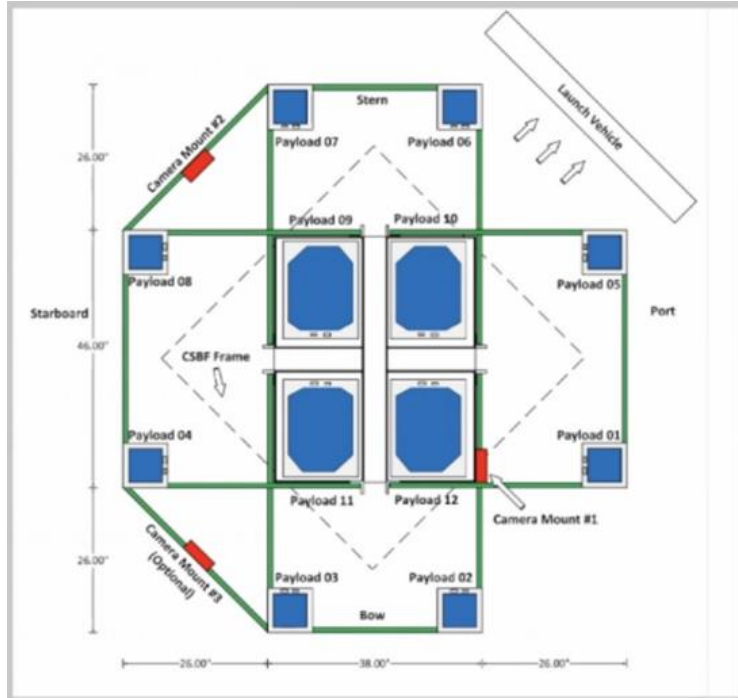 Launch Vehicle
Stern
Camera Mount #2
Payload 07
Payload 06
26.00"
Payload 09
Payload 10
Payload 08
Payload 05
Starboard
Port
46.00"
CSBF Frame
Payload 04
Payload 01
Payload 11
Payload 12
Camera Mount #1
Camera Mount #3
(Optional)
26.00"
Payload 03
Payload 02
Bow
26.00"
38.00"
26.00"